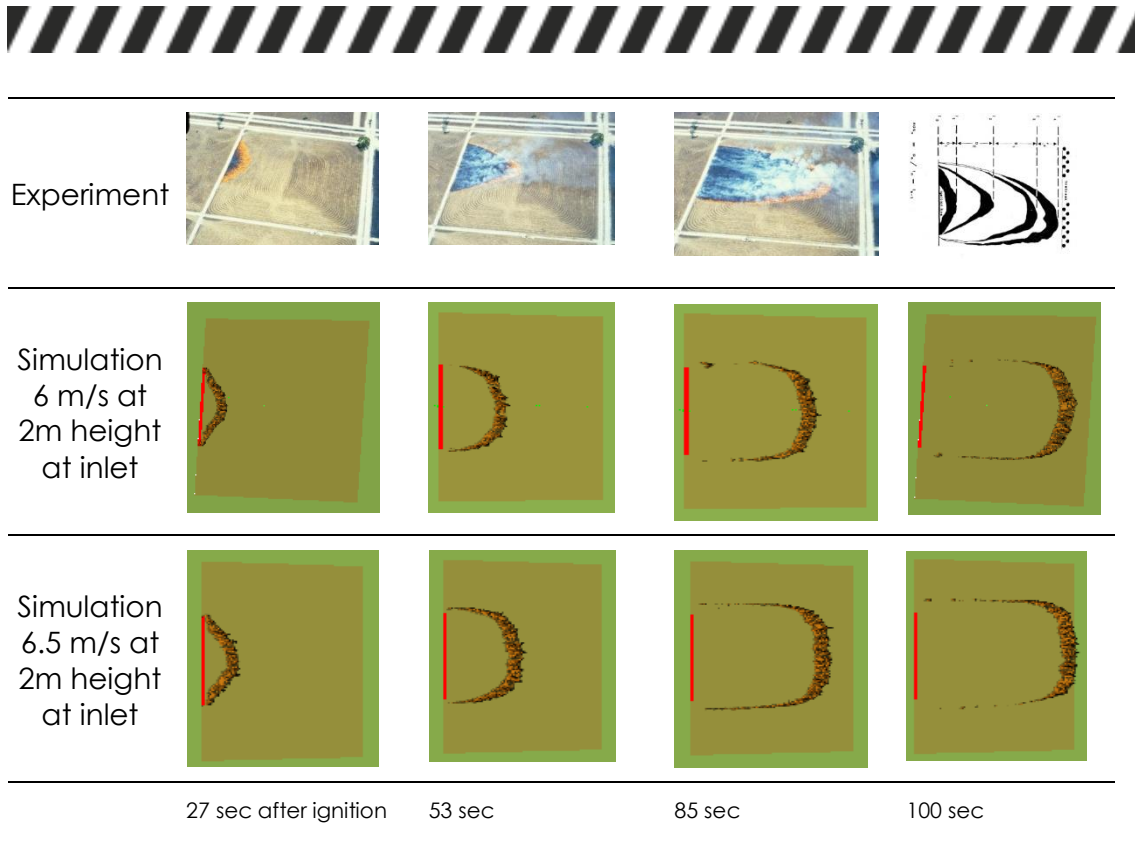 Experiment
Simulation
6 m/s at
2m height
at inlet
Simulation
6.5 m/s at
2m height
at inlet
27 sec after ignition
53 sec
85 sec
100 sec